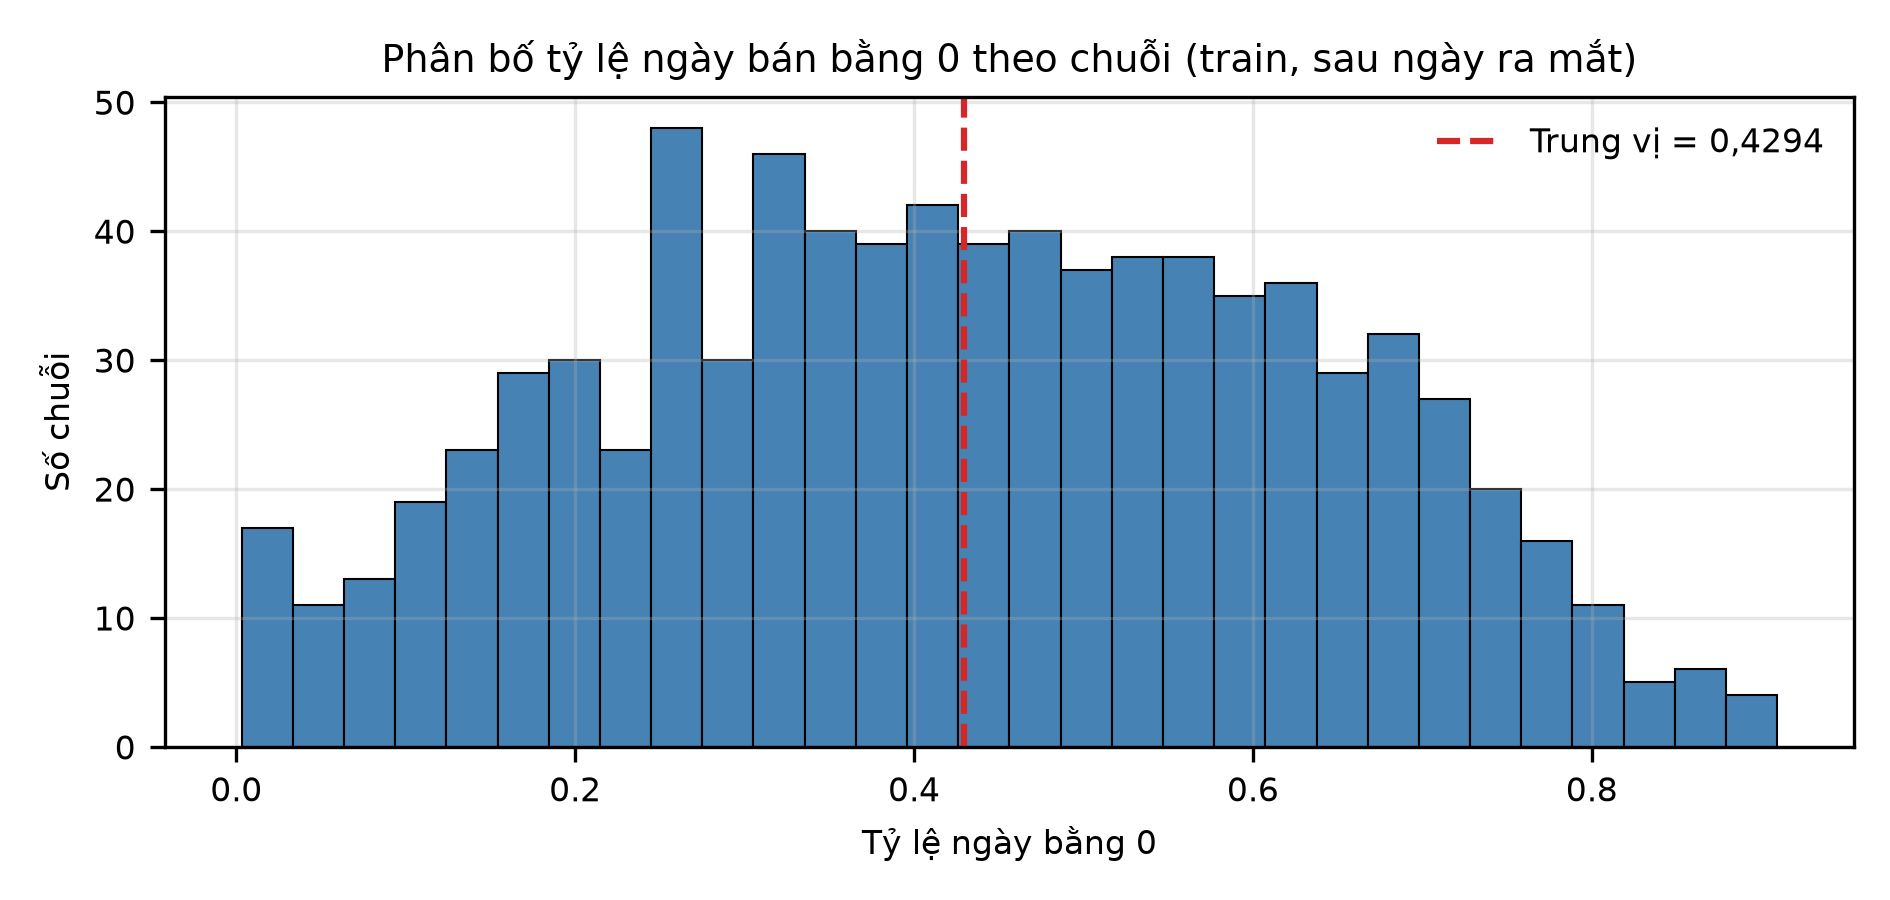 Phân bố tỷ lệ ngày bán bằng 0 theo chuỗi (train, sau ngày ra mắt)
Trung vị = 0,4294
Số chuỗi
50
40
30
20
10
0
0.0 0.2 0.4 0.6 0.8
Tỷ lệ ngày bằng 0